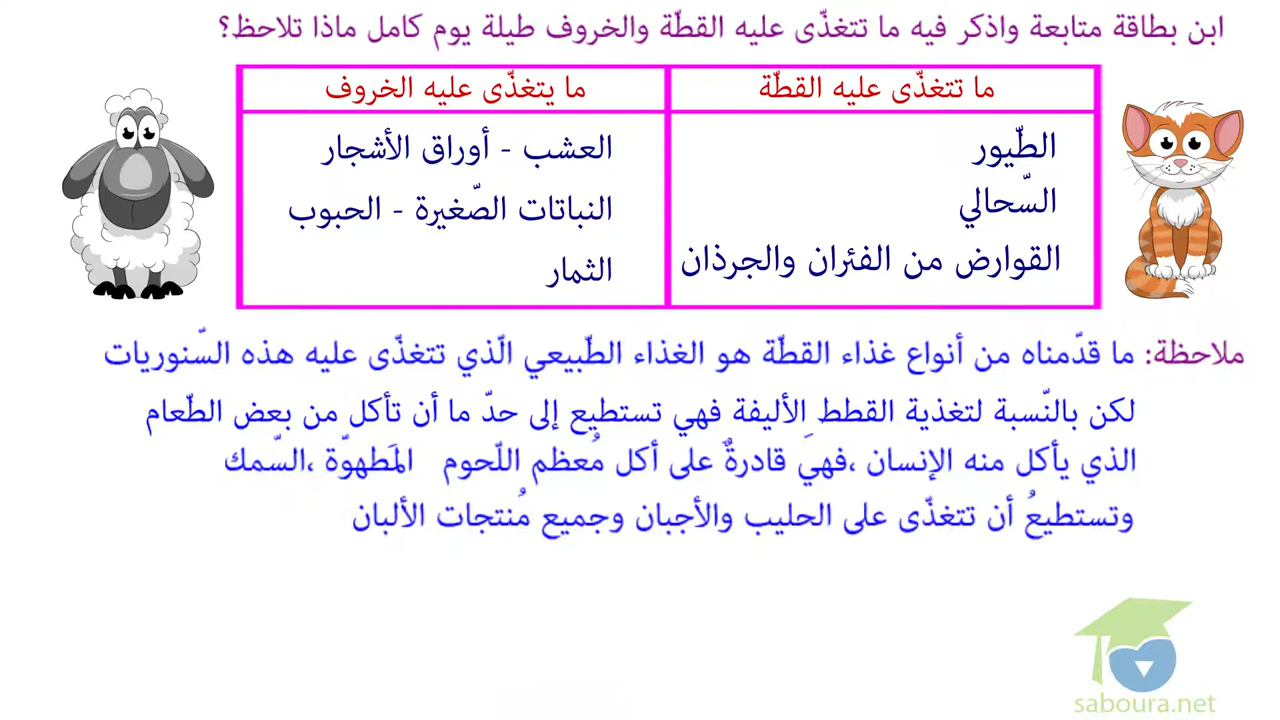 ابن بطاقة متابعة واذكر فيه ما تتغذّى عليه القطّة والخروف طيلة يوم كامل ماذا تلاحظ؟
ما تتغذّى عليه القطّة
ما يتغذّى عليه الخروف
الطّيور
السّحالي
القوارض من الفئران والجرذان
العشب - أوراق الأشجار
النباتات الصّغيرة - الحبوب
الثمار
ملاحظة: ما قدّمناه من أنواع غذاء القطّة هو الغذاء الطّبيعي الّذي تتغذّى عليه هذه السّنوريات
لكن بالنّسبة لتغذية القطط الأليفة فهي تستطيع إلى حدّ ما أن تأكل من بعض الطّعام
الذي يأكل منه الإنسان ،فهيَ قادرةٌ على أكل مُعظم اللّحوم المَطهوّة ،السّمك
وتستطيعُ أن تتغذّى على الحليب والأجبان وجميع مُنتجات الألبان
saboura.net